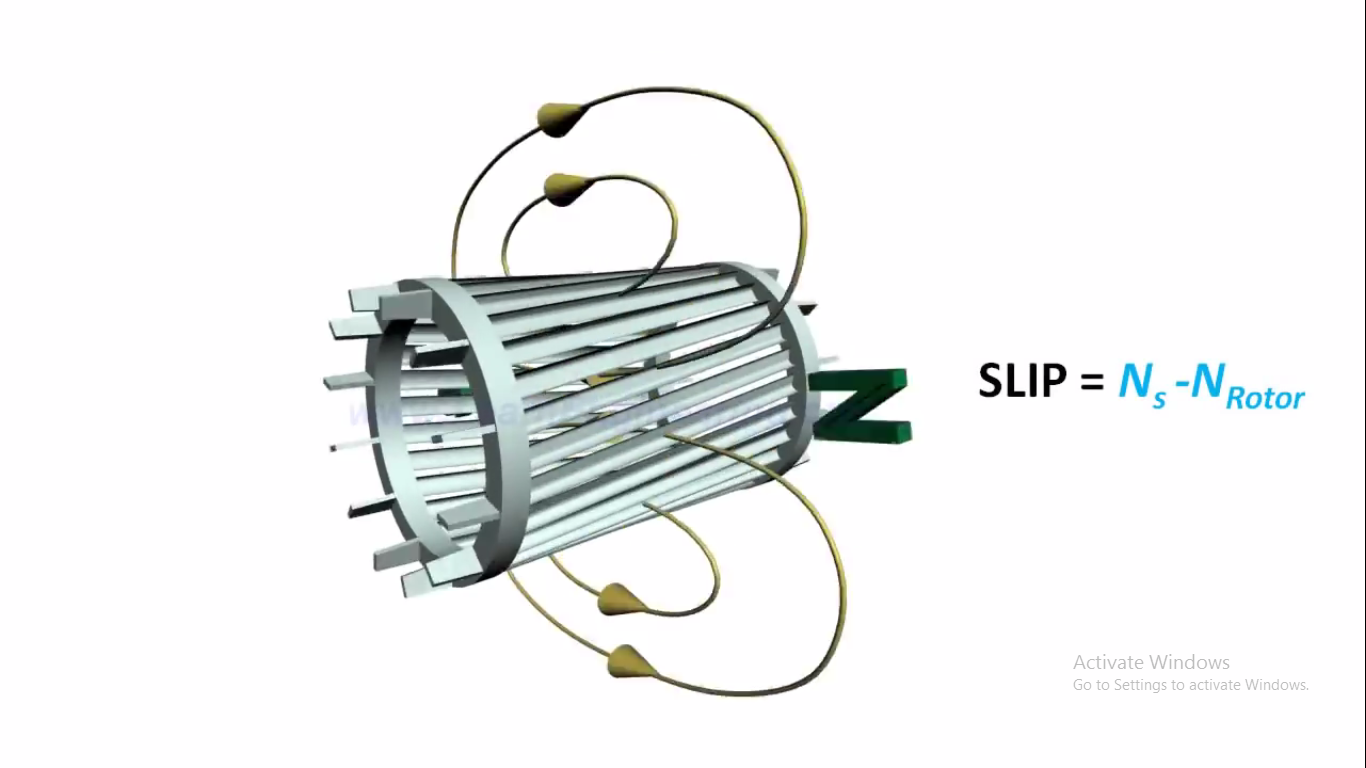 N
SLIP = Ns -NRotor
Activate Windows
Go to Settings to activate Windows.